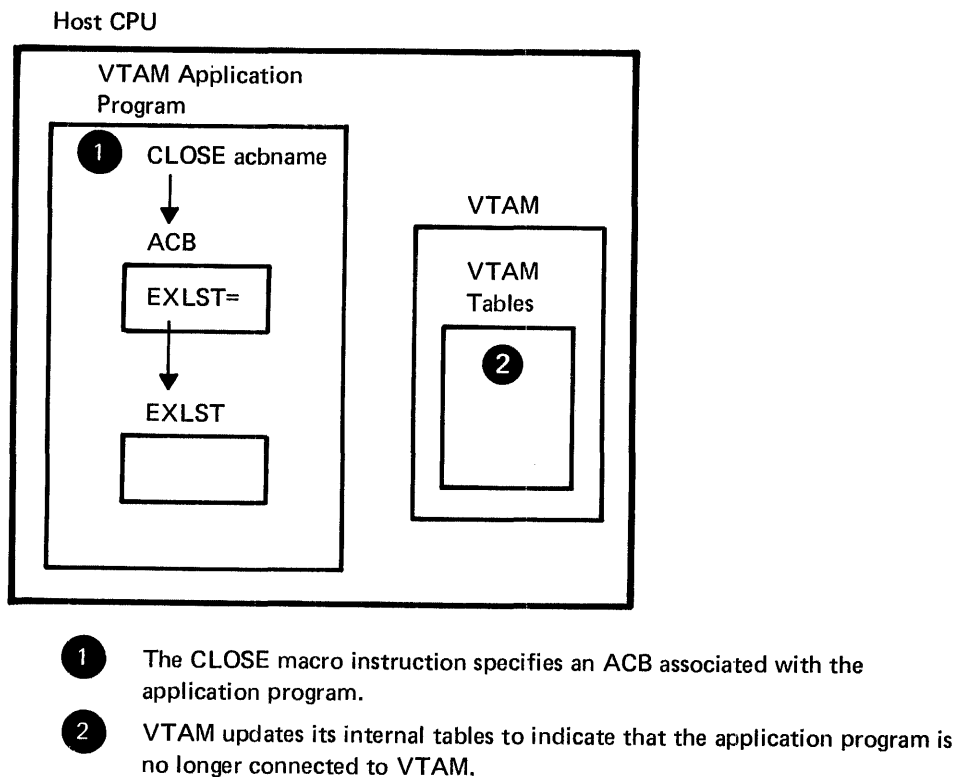 Host CPU
VTAM Application
Program
1 CLOSE acbname
ACB
EXLST=
EXLST
VTAM
VTAM
Tables
2
1 The CLOSE macro instruction specifies an ACB associated with the
application program.
2 VTAM updates its internal tables to indicate that the application program is
no longer connected to VTAM.